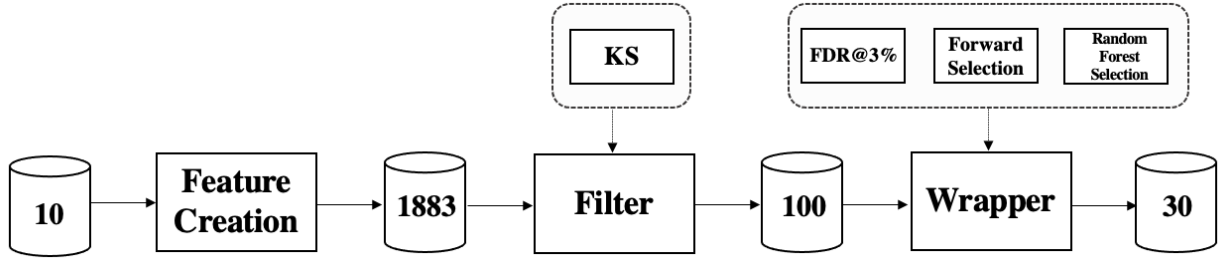 KS
FDR@3%
Forward
Selection
Random
Forest
Selection
10
Feature
Creation
1883
Filter
100
Wrapper
30